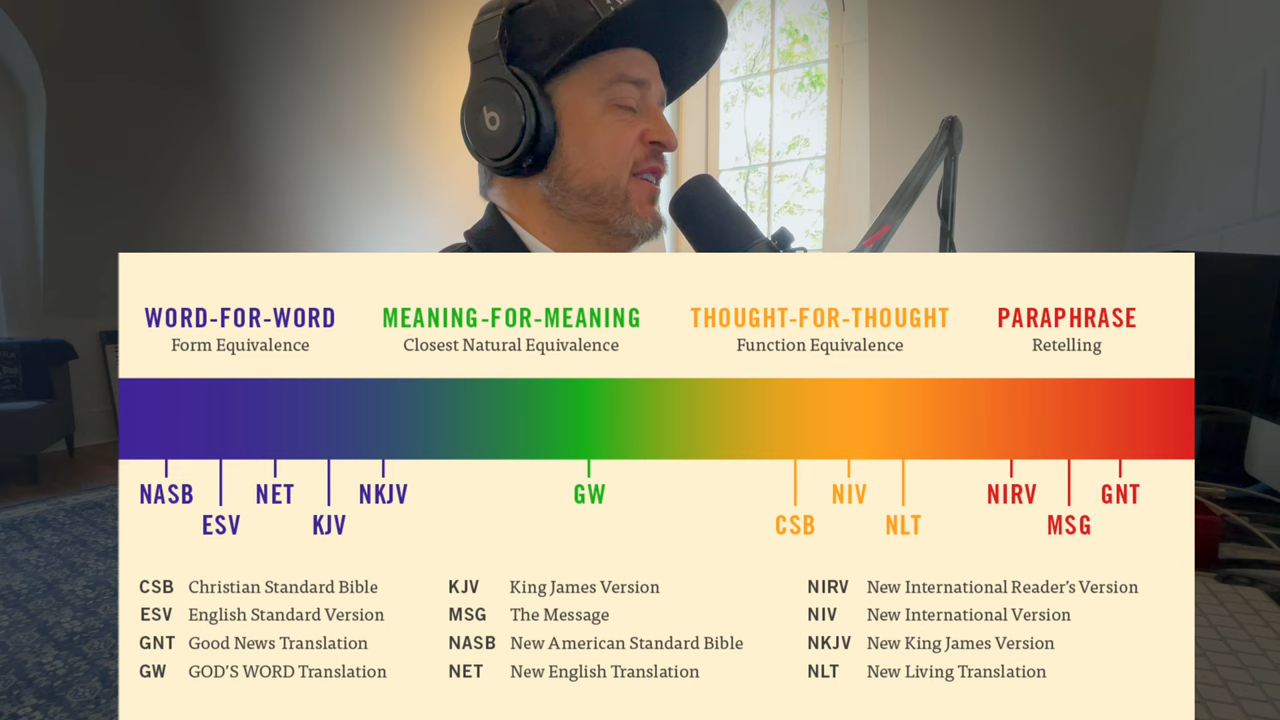 b
WORD-FOR-WORD MEANING-FOR-MEANING THOUGHT-FOR-THOUGHT PARAPHRASE
Form Equivalence Closest Natural Equivalence Function Equivalence Retelling
NASB NET NKJV GW NIV NIRV GNT
ESV KJV CSB NLT MSG
CSB Christian Standard Bible KJV King James Version NIRV New International Reader's Version
ESV English Standard Version MSG The Message NIV New International Version
GNT Good News Translation NASB New American Standard Bible NKJV New King James Version
GW GOD'S WORD Translation NET New English Translation NLT New Living Translation